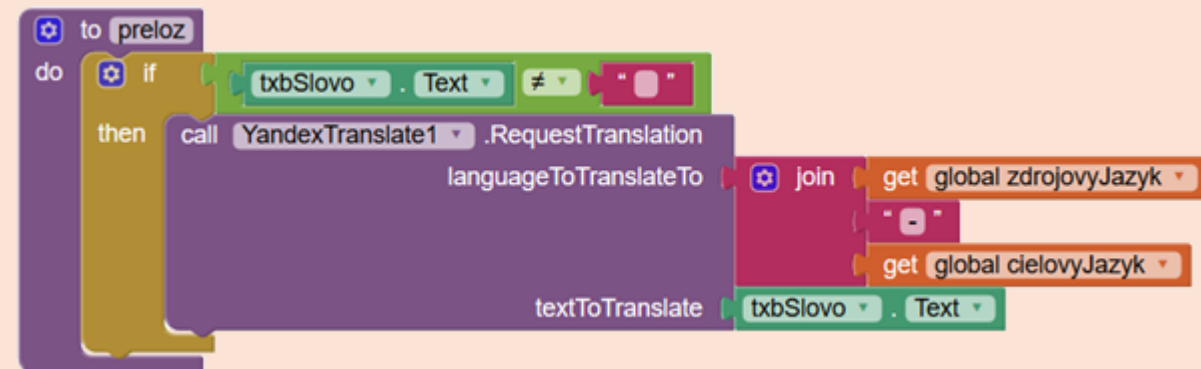 to preloz
do if txbSlovo . Text ≠ " "
then call YandexTranslate1 .RequestTranslation
languageToTranslateTo join get global zdrojovyJazyk
" - "
get global cielovyJazyk
textToTranslate txbSlovo . Text